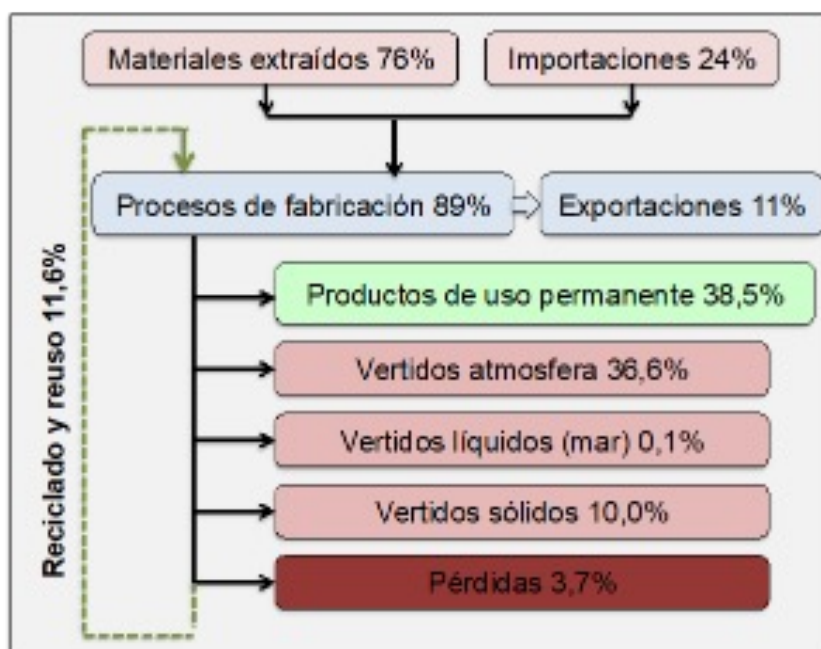 Materiales extraídos 76%
Importaciones 24%
Procesos de fabricación 89%
Exportaciones 11%
Productos de uso permanente 38,5%
Vertidos atmosfera 36,6%
Vertidos líquidos (mar) 0,1%
Vertidos sólidos 10,0%
Pérdidas 3,7%
Reciclado y reuso 11,6%